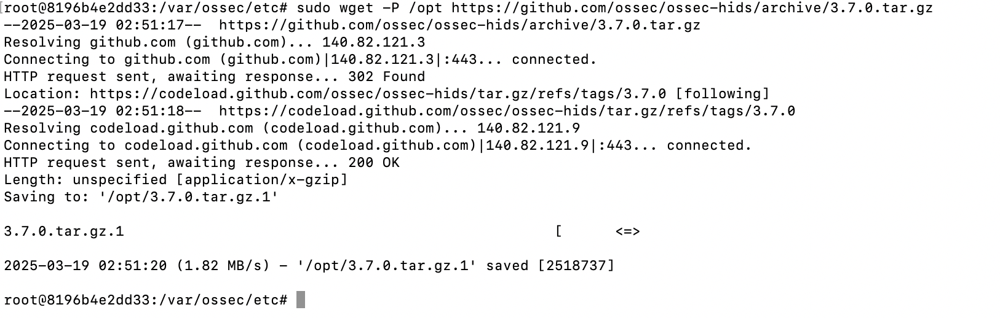 root@8196b4e2dd33:/var/ossec/etc# sudo wget -P /opt https://github.com/ossec/ossec-hids/archive/3.7.0.tar.gz
--2025-03-19 02:51:17--  https://github.com/ossec/ossec-hids/archive/3.7.0.tar.gz
Resolving github.com (github.com)... 140.82.121.3
Connecting to github.com (github.com)|140.82.121.3|:443... connected.
HTTP request sent, awaiting response... 302 Found
Location: https://codeload.github.com/ossec/ossec-hids/tar.gz/refs/tags/3.7.0 [following]
--2025-03-19 02:51:18--  https://codeload.github.com/ossec/ossec-hids/tar.gz/refs/tags/3.7.0
Resolving codeload.github.com (codeload.github.com)... 140.82.121.9
Connecting to codeload.github.com (codeload.github.com)|140.82.121.9|:443... connected.
HTTP request sent, awaiting response... 200 OK
Length: unspecified [application/x-gzip]
Saving to: '/opt/3.7.0.tar.gz.1'
3.7.0.tar.gz.1 [ <=>
2025-03-19 02:51:20 (1.82 MB/s) - '/opt/3.7.0.tar.gz.1' saved [2518737]
root@8196b4e2dd33:/var/ossec/etc#